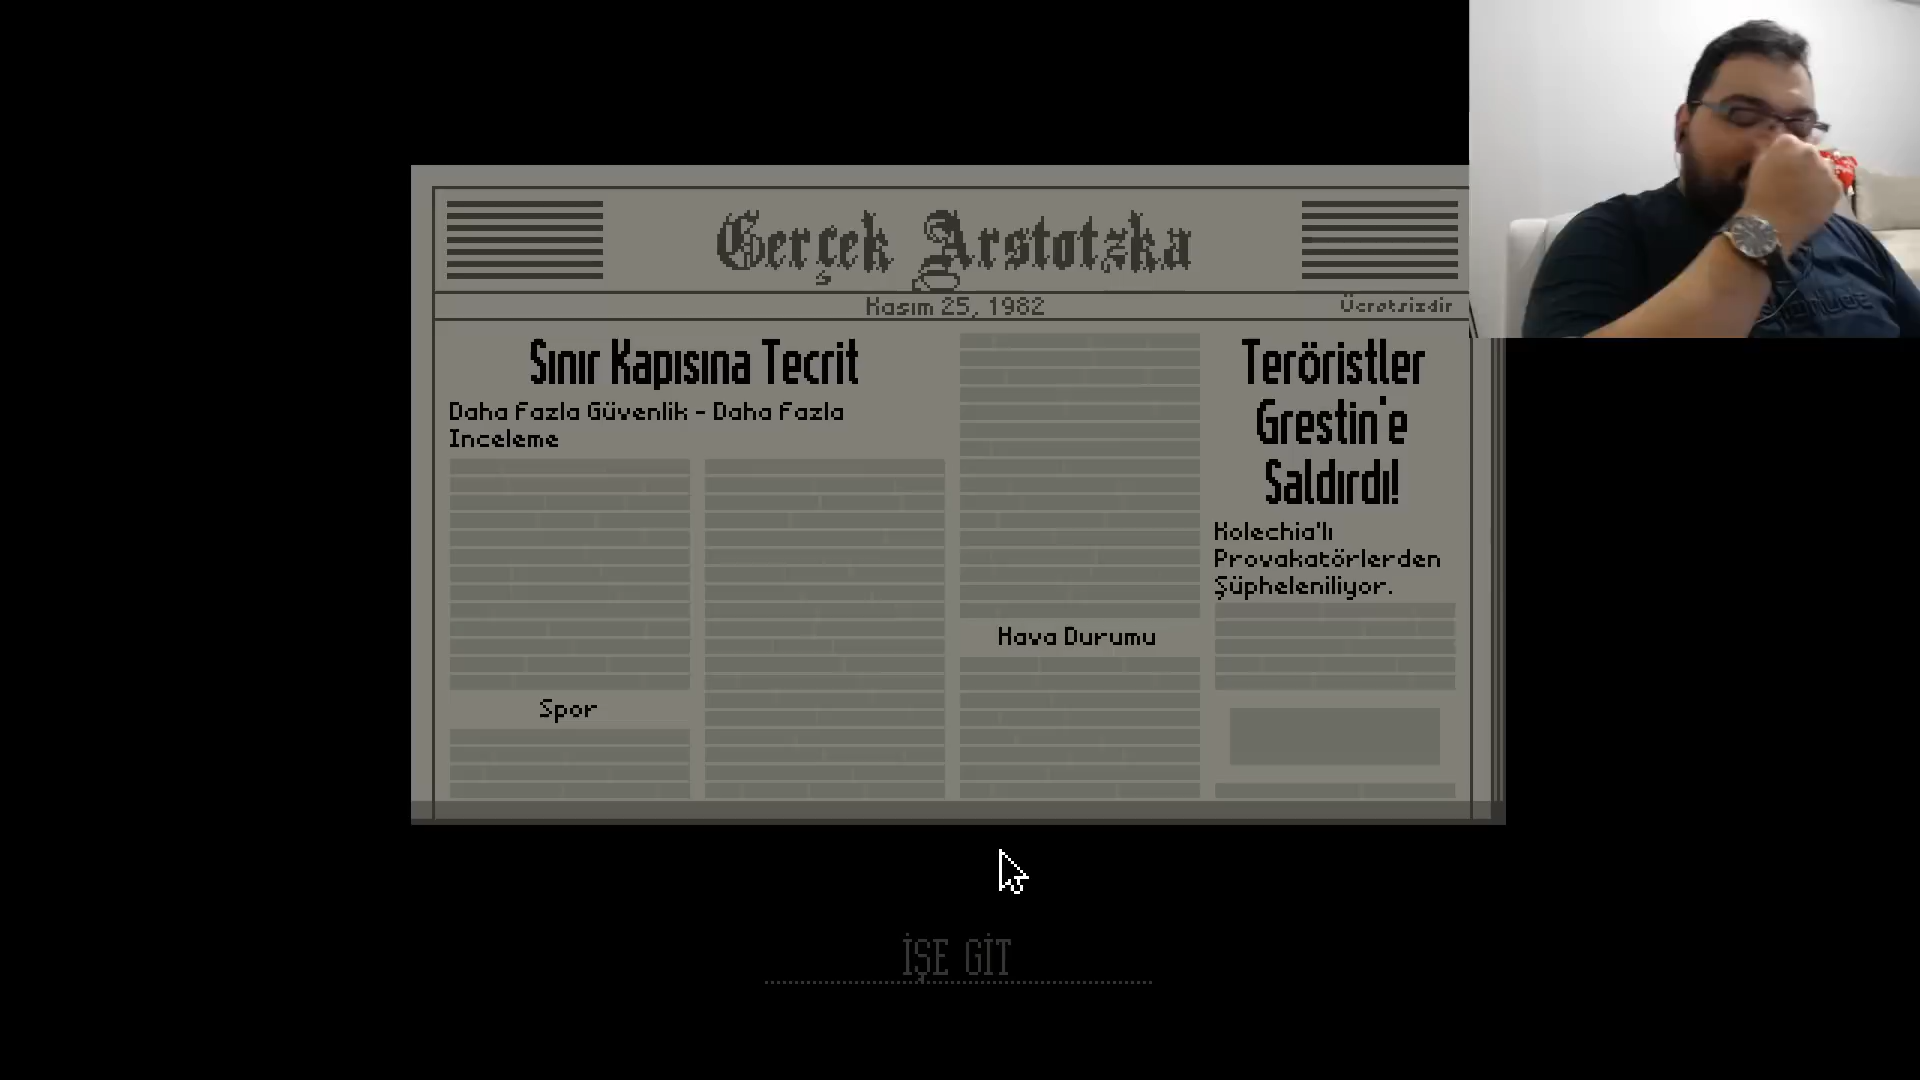 Gerçek Arstotzka
Kasım 25, 1982
Ücretsizdir
Sınır Kapısına Tecrit
Daha Fazla Güvenlik - Daha Fazla
Inceleme
Spor
Hava Durumu
Teröristler
Grestin'e
Saldırdı!
Kolechia'lı
Provakatörlerden
Şüpheleniliyor.
İŞE GİT